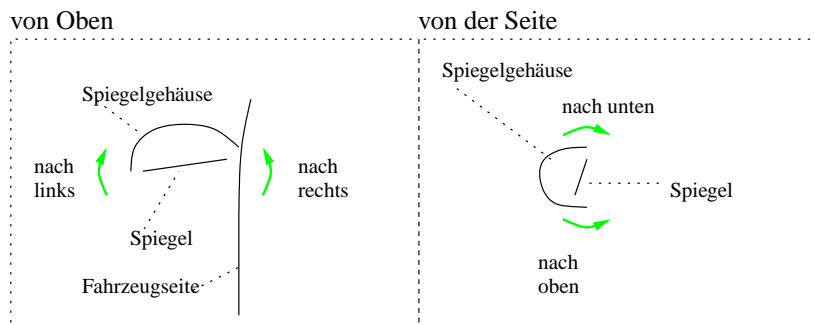 von Oben
Spiegelgehäuse
nach
links
nach
rechts
Spiegel
Fahrzeugseite
von der Seite
Spiegelgehäuse
nach unten
Spiegel
nach
oben